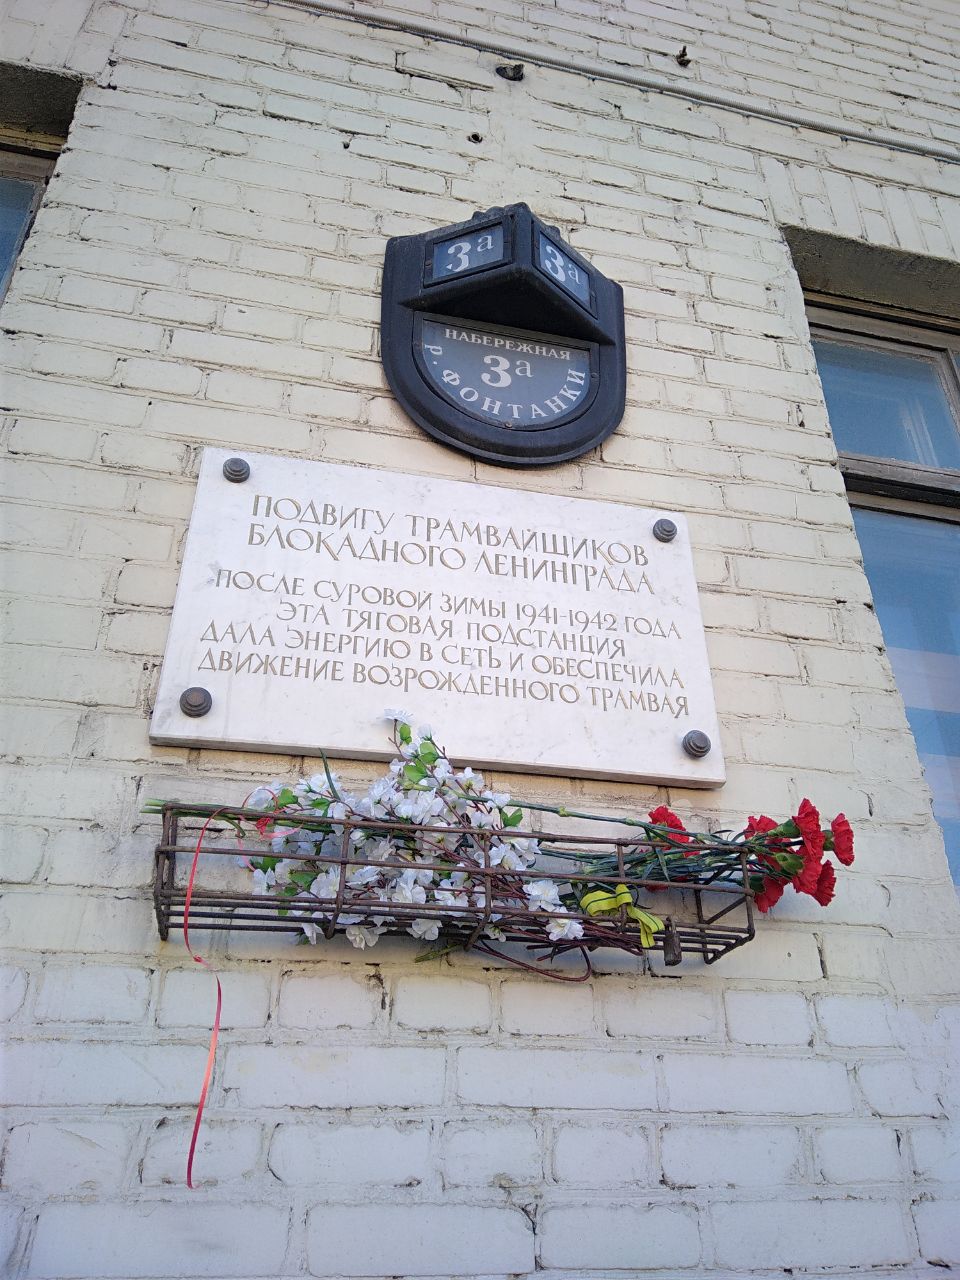 3а
3а
НАБЕРЕЖНАЯ
3а
р. ФОНТАНКИ
ПОДВИГУ ТРАМВАЙЩИКОВ
БЛОКАДНОГО ЛЕНИНГРАДА
ПОСЛЕ СУРОВОЙ ЗИМЫ 1941-1942 ГОДА
ЭТА ТЯГОВАЯ ПОДСТАНЦИЯ
ДАЛА ЭНЕРГИЮ В СЕТЬ И ОБЕСПЕЧИЛА
ДВИЖЕНИЕ ВОЗРОЖДЕННОГО ТРАМВАЯ